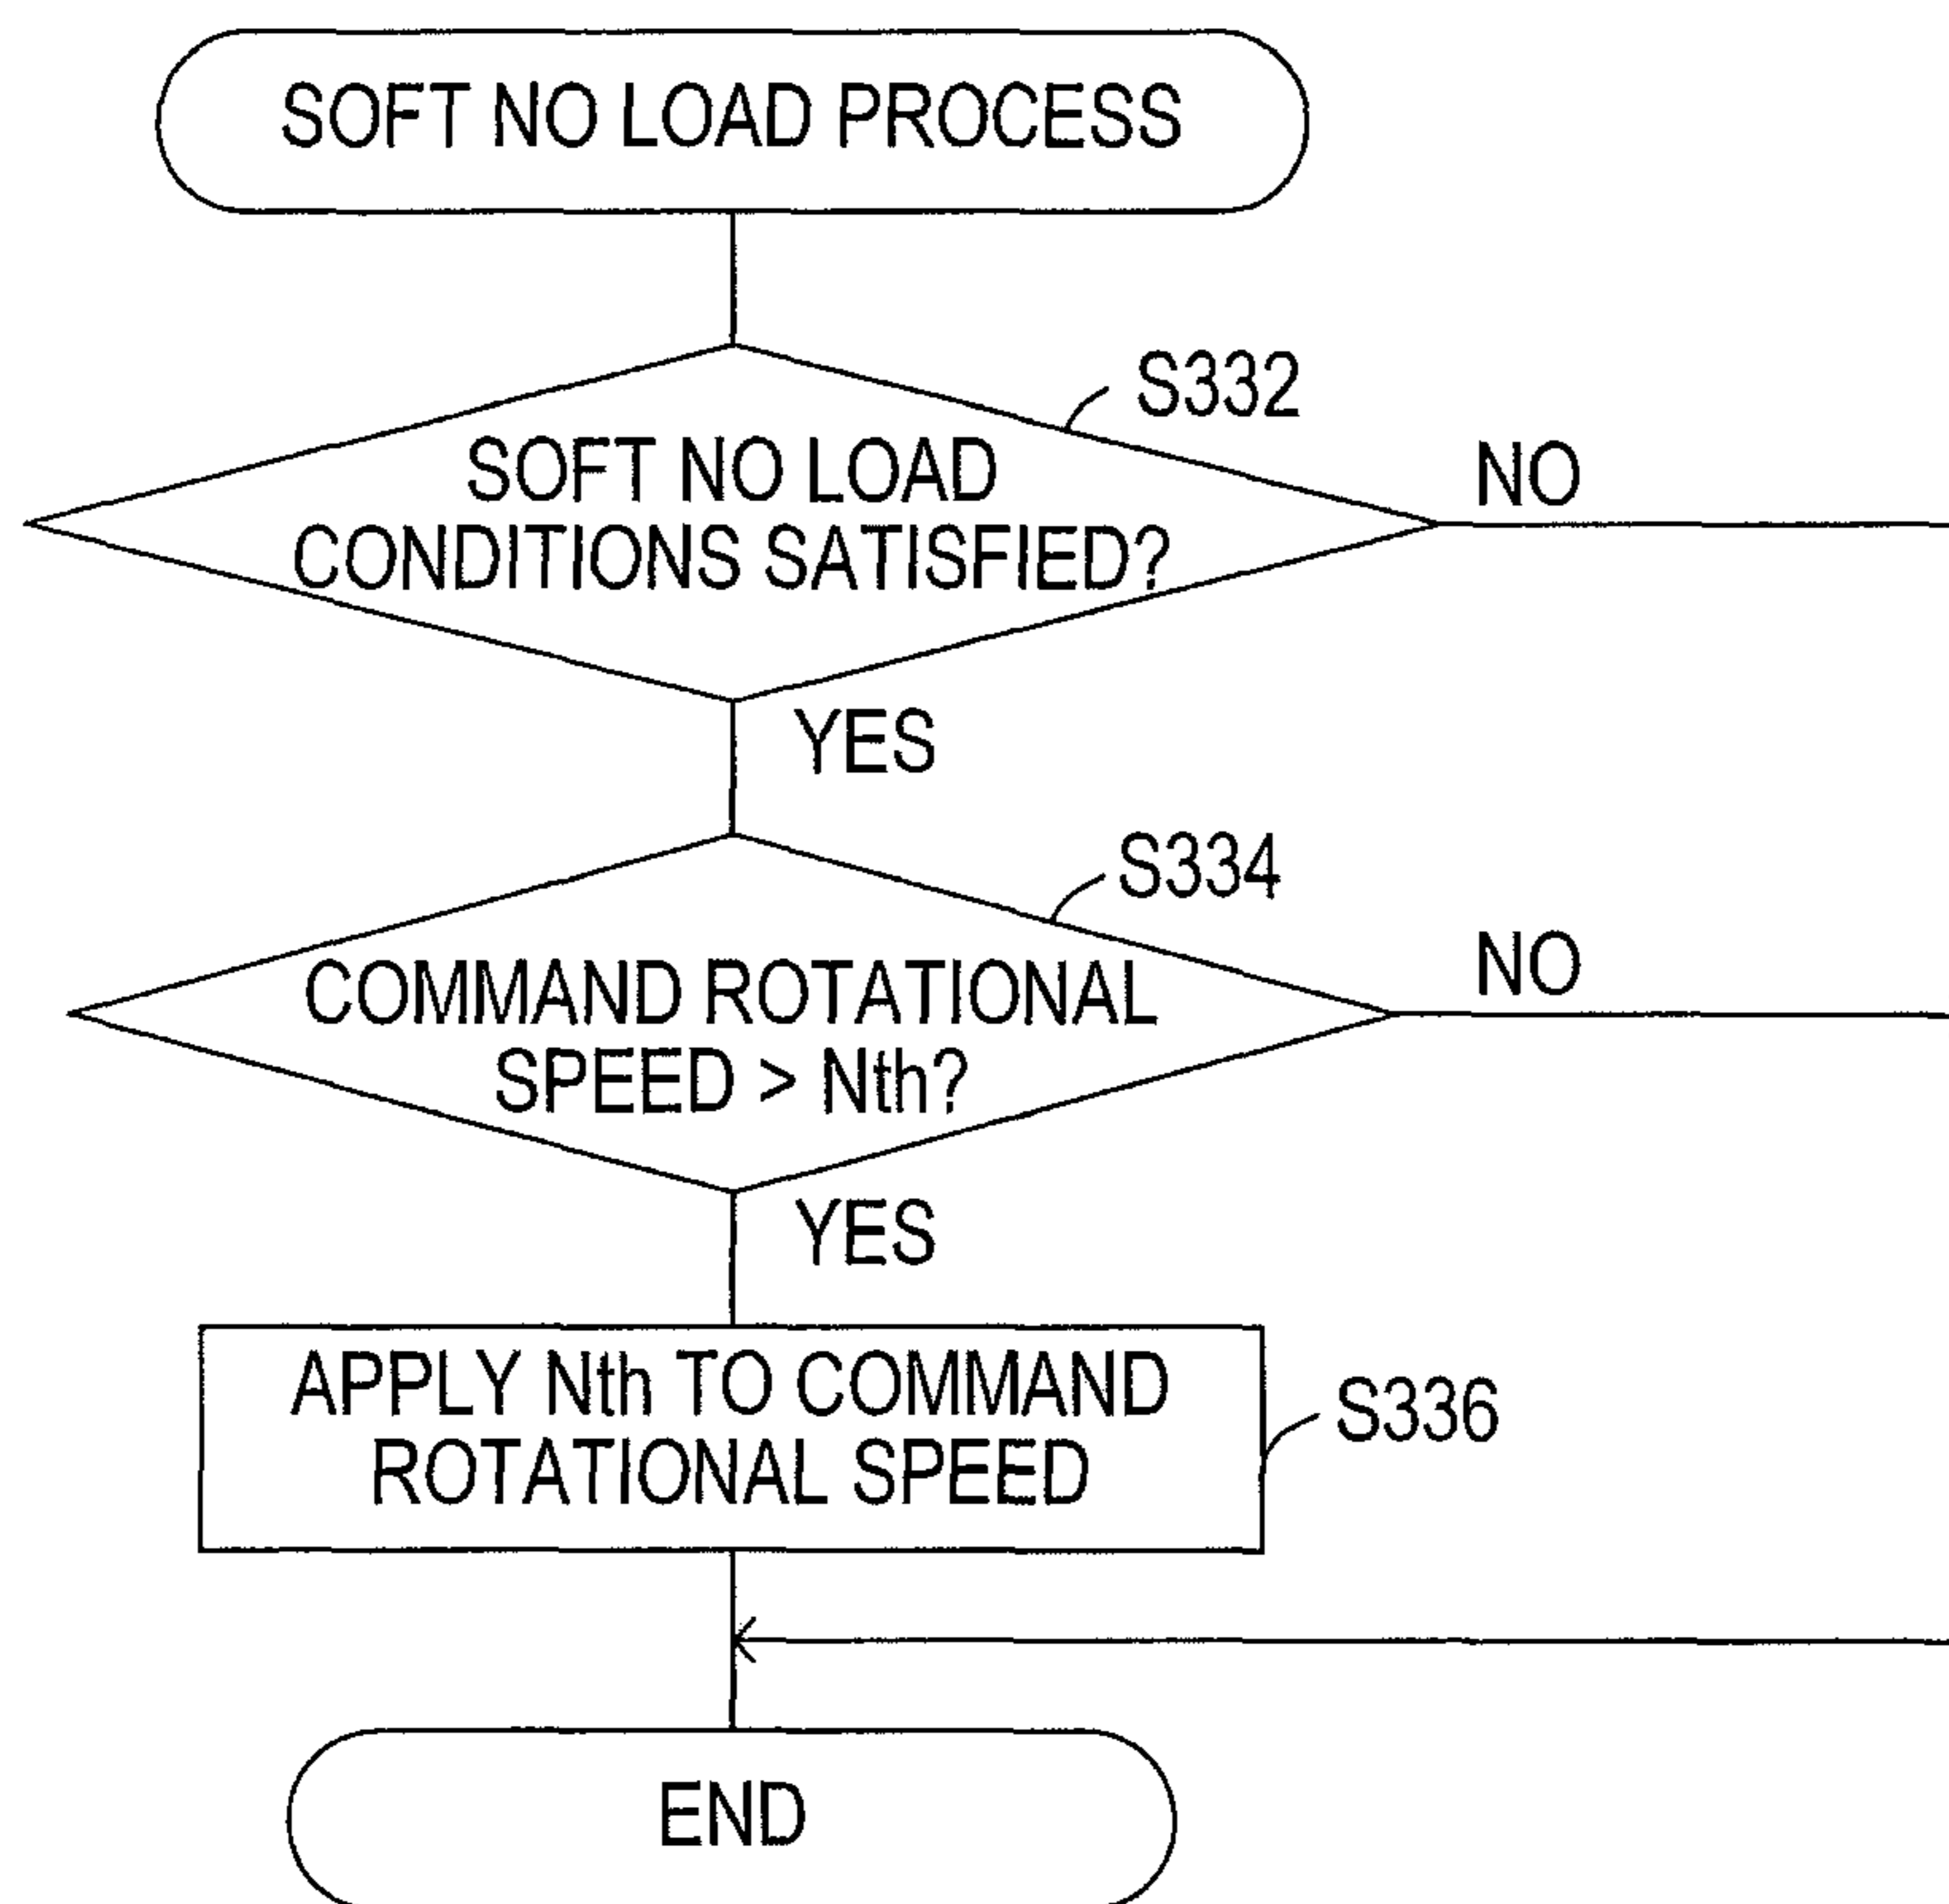 SOFT NO LOAD PROCESS
S332
SOFT NO LOAD
CONDITIONS SATISFIED?
NO
YES
S334
COMMAND ROTATIONAL
SPEED > Nth?
NO
YES
APPLY Nth TO COMMAND
ROTATIONAL SPEED
S336
END